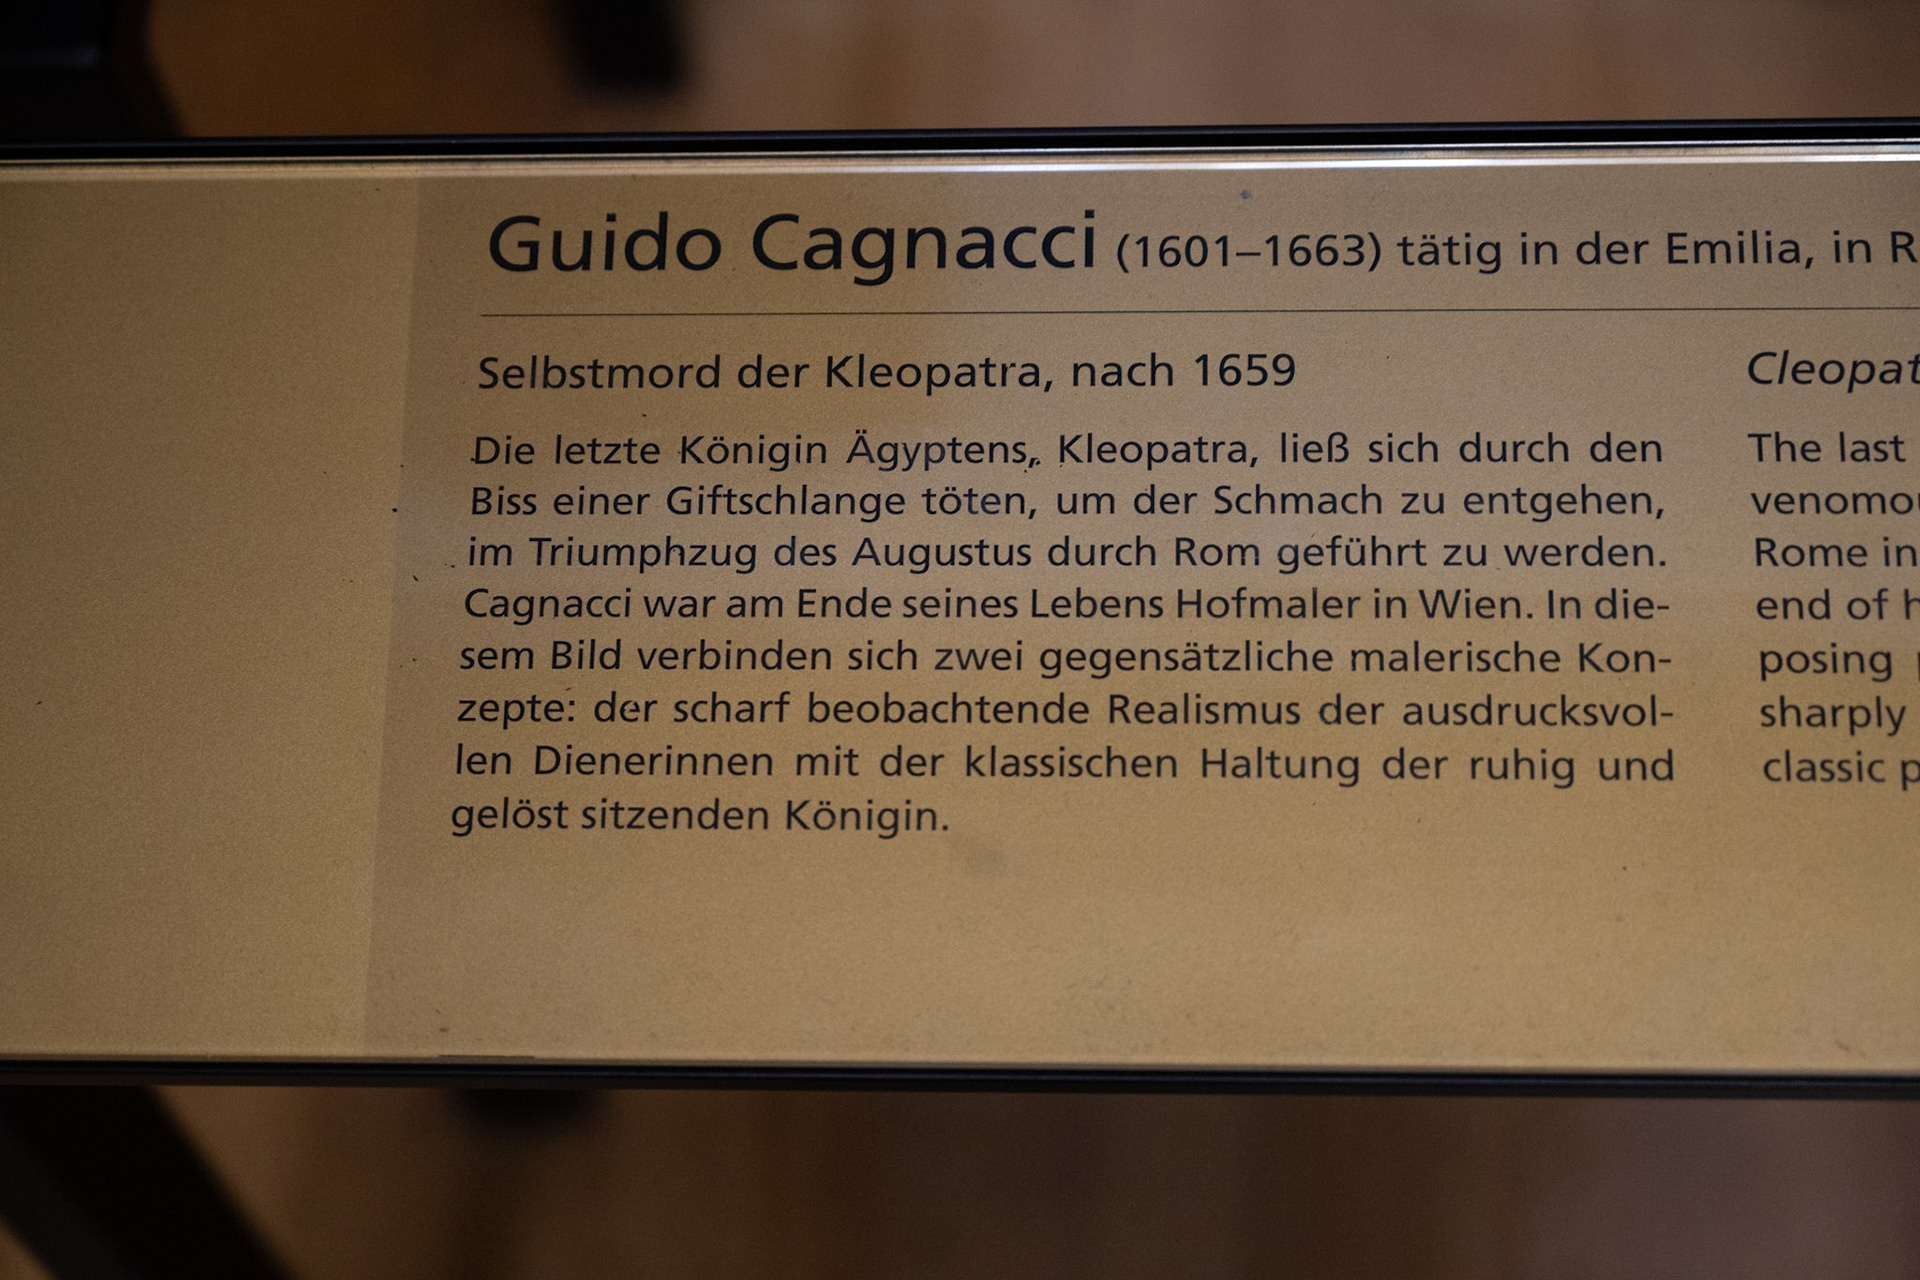 Guido Cagnacci (1601–1663) tätig in der Emilia, in R
Selbstmord der Kleopatra, nach 1659
Die letzte Königin Ägyptens, Kleopatra, ließ sich durch den
Biss einer Giftschlange töten, um der Schmach zu entgehen,
im Triumphzug des Augustus durch Rom geführt zu werden.
Cagnacci war am Ende seines Lebens Hofmaler in Wien. In die-
sem Bild verbinden sich zwei gegensätzliche malerische Kon-
zepte: der scharf beobachtende Realismus der ausdrucksvol-
len Dienerinnen mit der klassischen Haltung der ruhig und
gelöst sitzenden Königin.
Cleopat
The last
venomou
Rome in
end of h
posing p
sharply
classic p